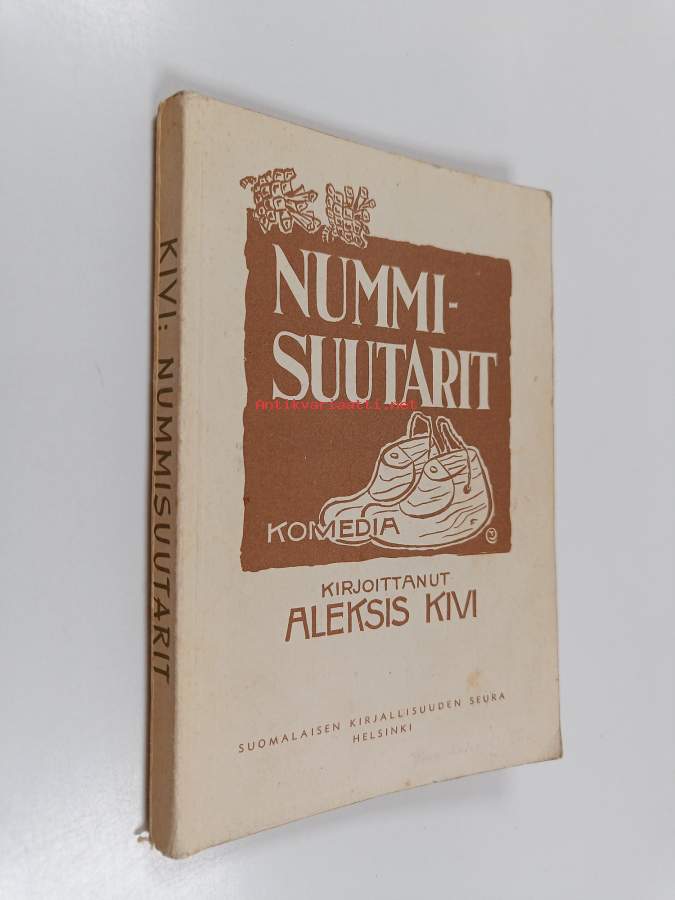 KIVI: NUMMISUUTARIT
NUMMI-
SUUTARIT
Antikvariaatti.net
KOMEDIA
KIRJOITTANUT
ALEKSIS KIVI
SUOMALAISEN KIRJALLISUUDEN SEURA
HELSINKI